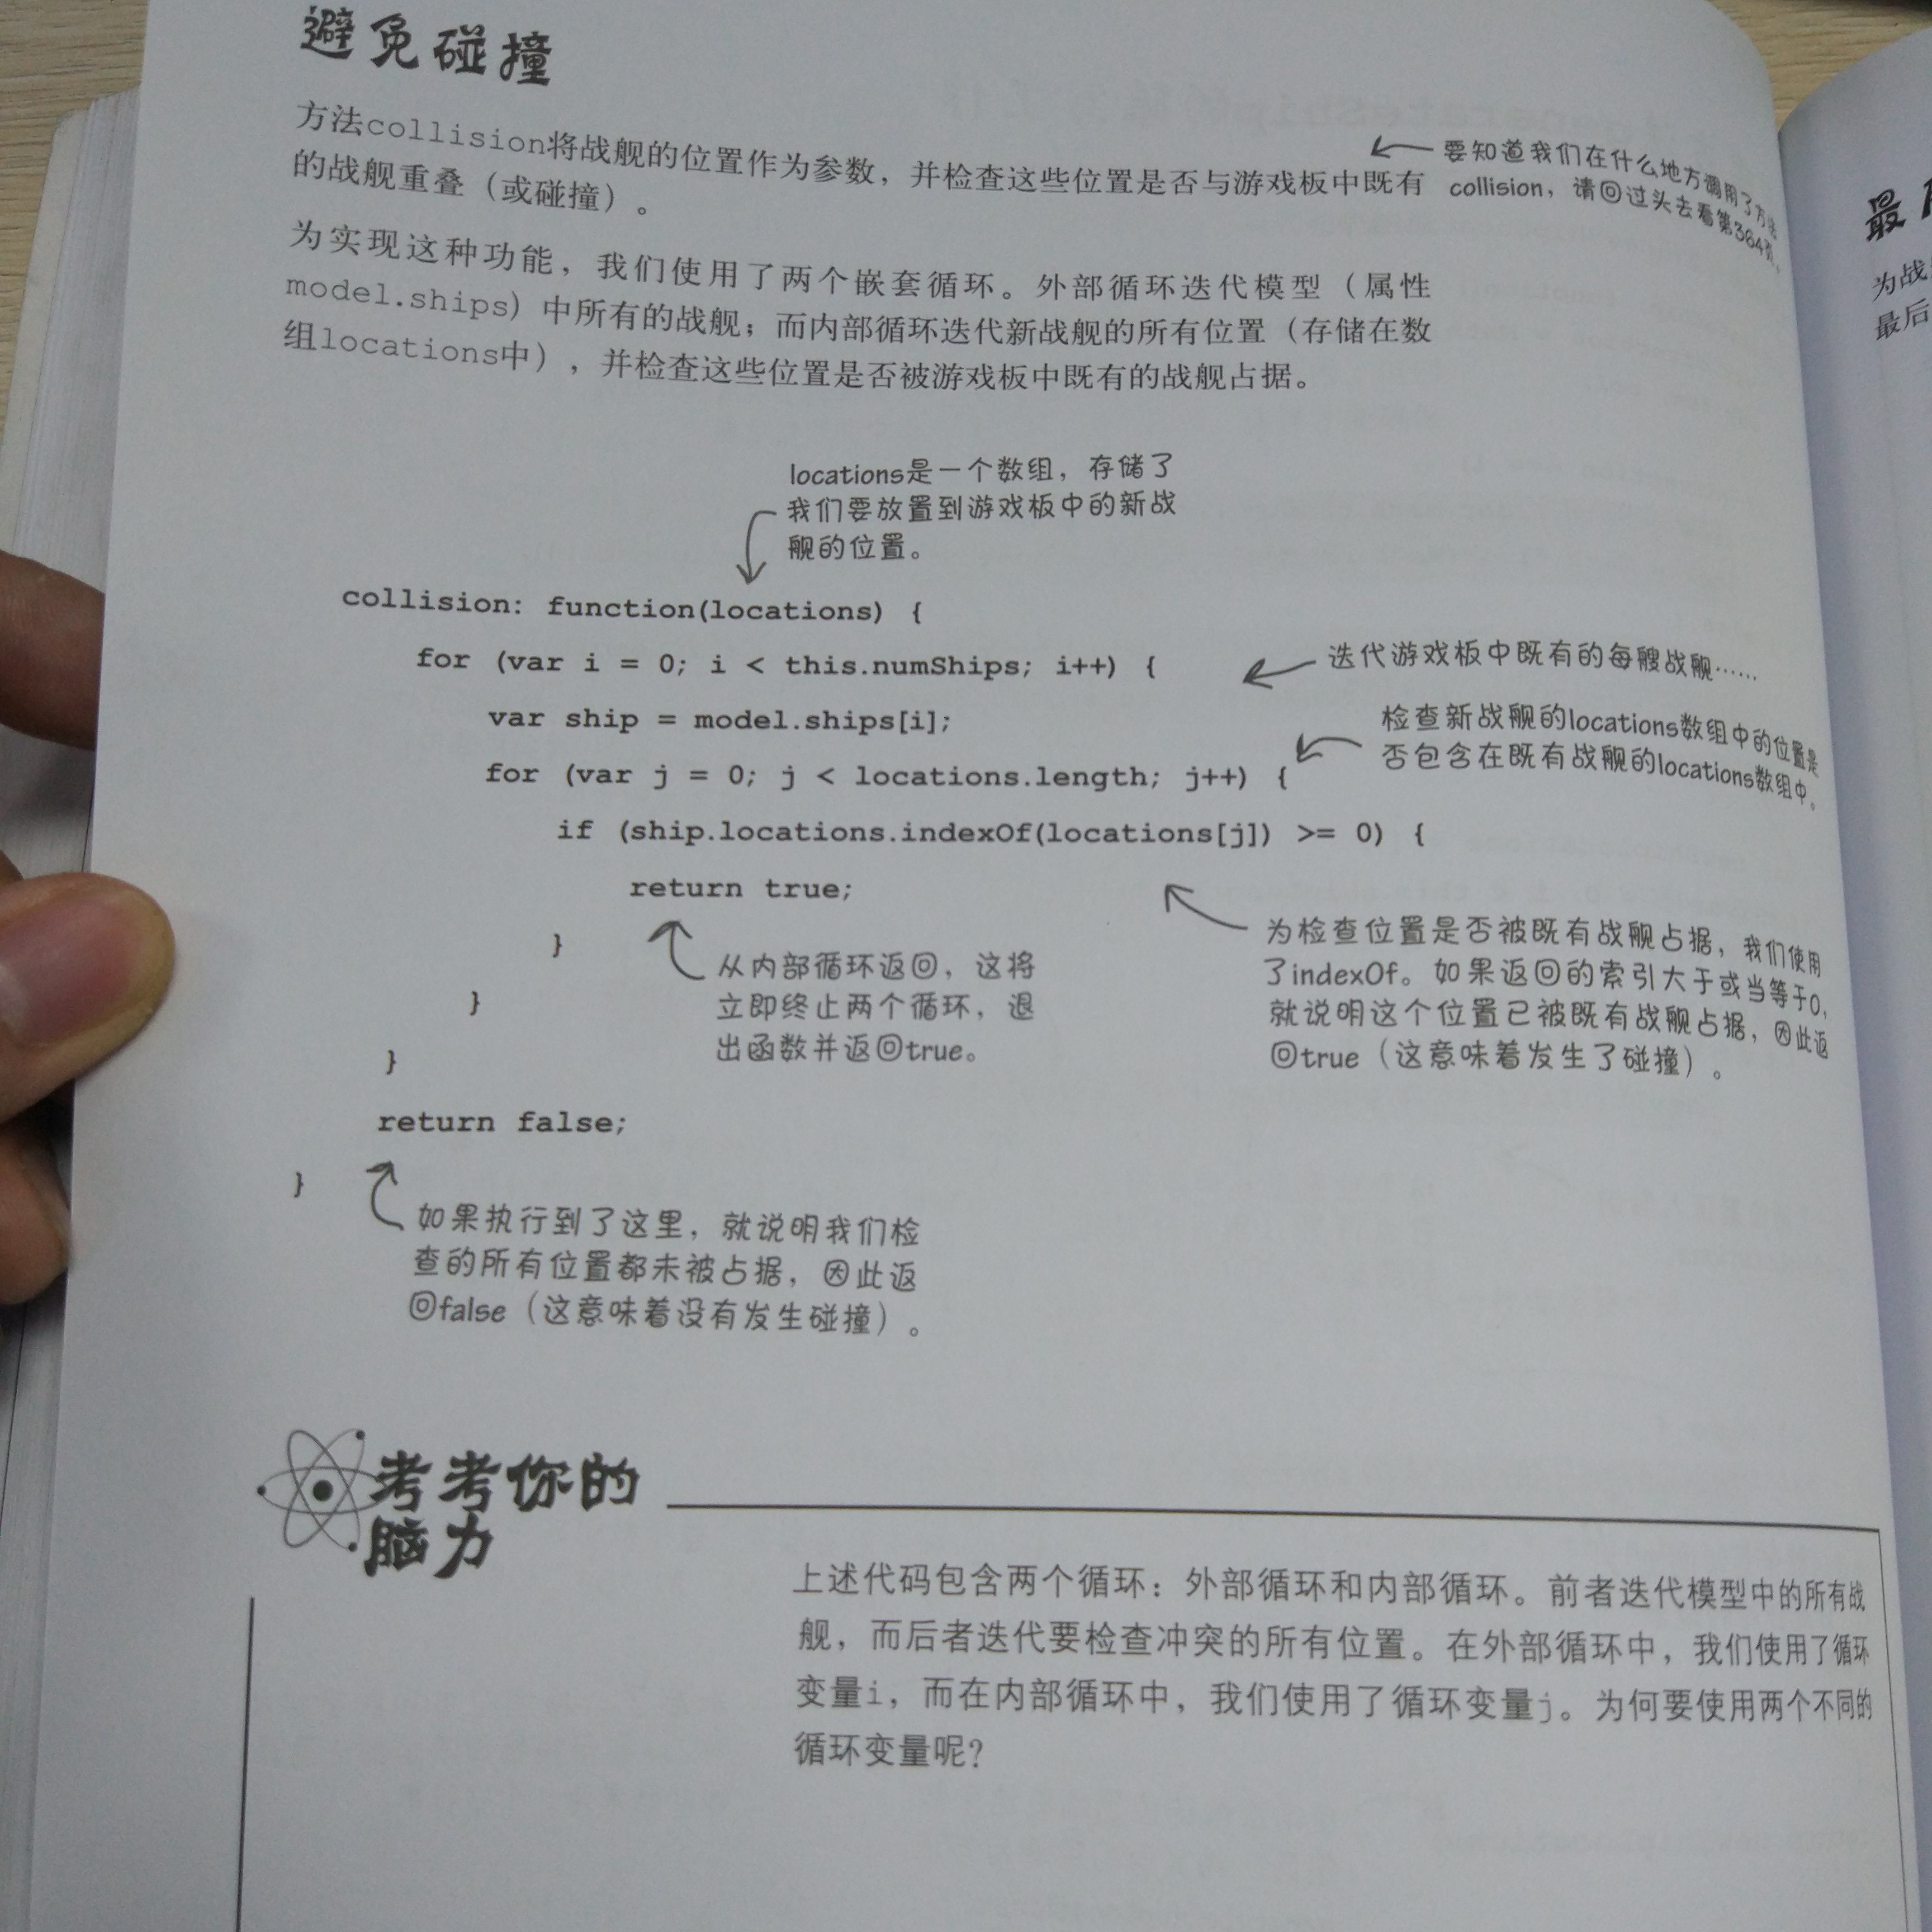 避免碰撞
方法collision将战舰的位置作为参数，并检查这些位置是否与游戏板中既有
的战舰重叠（或碰撞）。
要知道我们在什么地方调用了方法
collision，请回过头去看第364页。
为实现这种功能，我们使用了两个嵌套循环。外部循环迭代模型（属性
model.ships）中所有的战舰；而内部循环迭代新战舰的所有位置（存储在数
组locations中），并检查这些位置是否被游戏板中既有的战舰占据。
locations是一个数组，存储了
我们要放置到游戏板中的新战
舰的位置。
collision: function(locations) {
for (var i = 0; i < this.numShips; i++) {
迭代游戏板中既有的每艘战舰……
var ship = model.ships[i];
检查新战舰的locations数组中的位置是
否包含在既有战舰的locations数组中。
for (var j = 0; j < locations.length; j++) {
if (ship.locations.indexOf(locations[j]) >= 0) {
return true;
为检查位置是否被既有战舰占据，我们使用
了indexOf。如果返回的索引大于或当等于0，
就说明这个位置已被既有战舰占据，因此返
回true（这意味着发生了碰撞）。
}
从内部循环返回，这将
立即终止两个循环，退
出函数并返回true。
}
}
return false;
}
如果执行到了这里，就说明我们检
查的所有位置都未被占据，因此返
回false（这意味着没有发生碰撞）。
考考你的
脑力
上述代码包含两个循环：外部循环和内部循环。前者迭代模型中的所有战
舰，而后者迭代要检查冲突的所有位置。在外部循环中，我们使用了循环
变量i，而在内部循环中，我们使用了循环变量j。为何要使用两个不同的
循环变量呢？
最
为战
最后